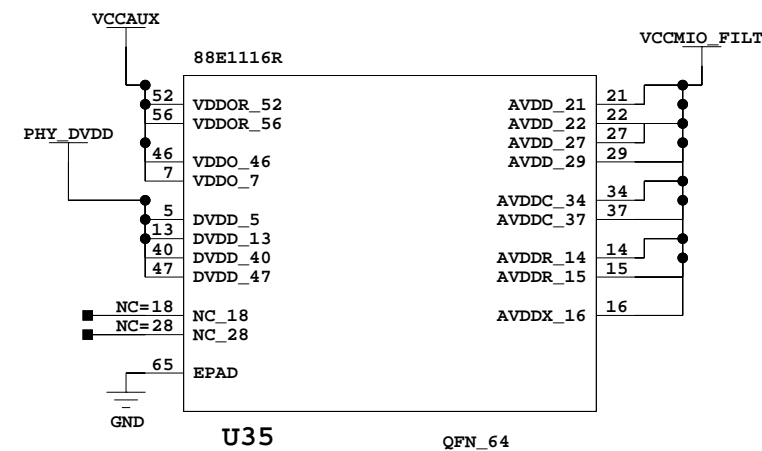 VCCAUX
VCCMIO_FILT
88E1116R
52 VDDOR_52 AVDD_21 21
56 VDDOR_56 AVDD_22 22
PHY_DVDD AVDD_27 27
46 VDDO_46 AVDD_29 29
7 VDDO_7
AVDDC_34 34
5 DVDD_5 AVDDC_37 37
13 DVDD_13
40 DVDD_40 AVDDR_14 14
47 DVDD_47 AVDDR_15 15
NC=18 NC_18 AVDDX_16 16
NC=28 NC_28
65 EPAD
GND
U35 QFN_64